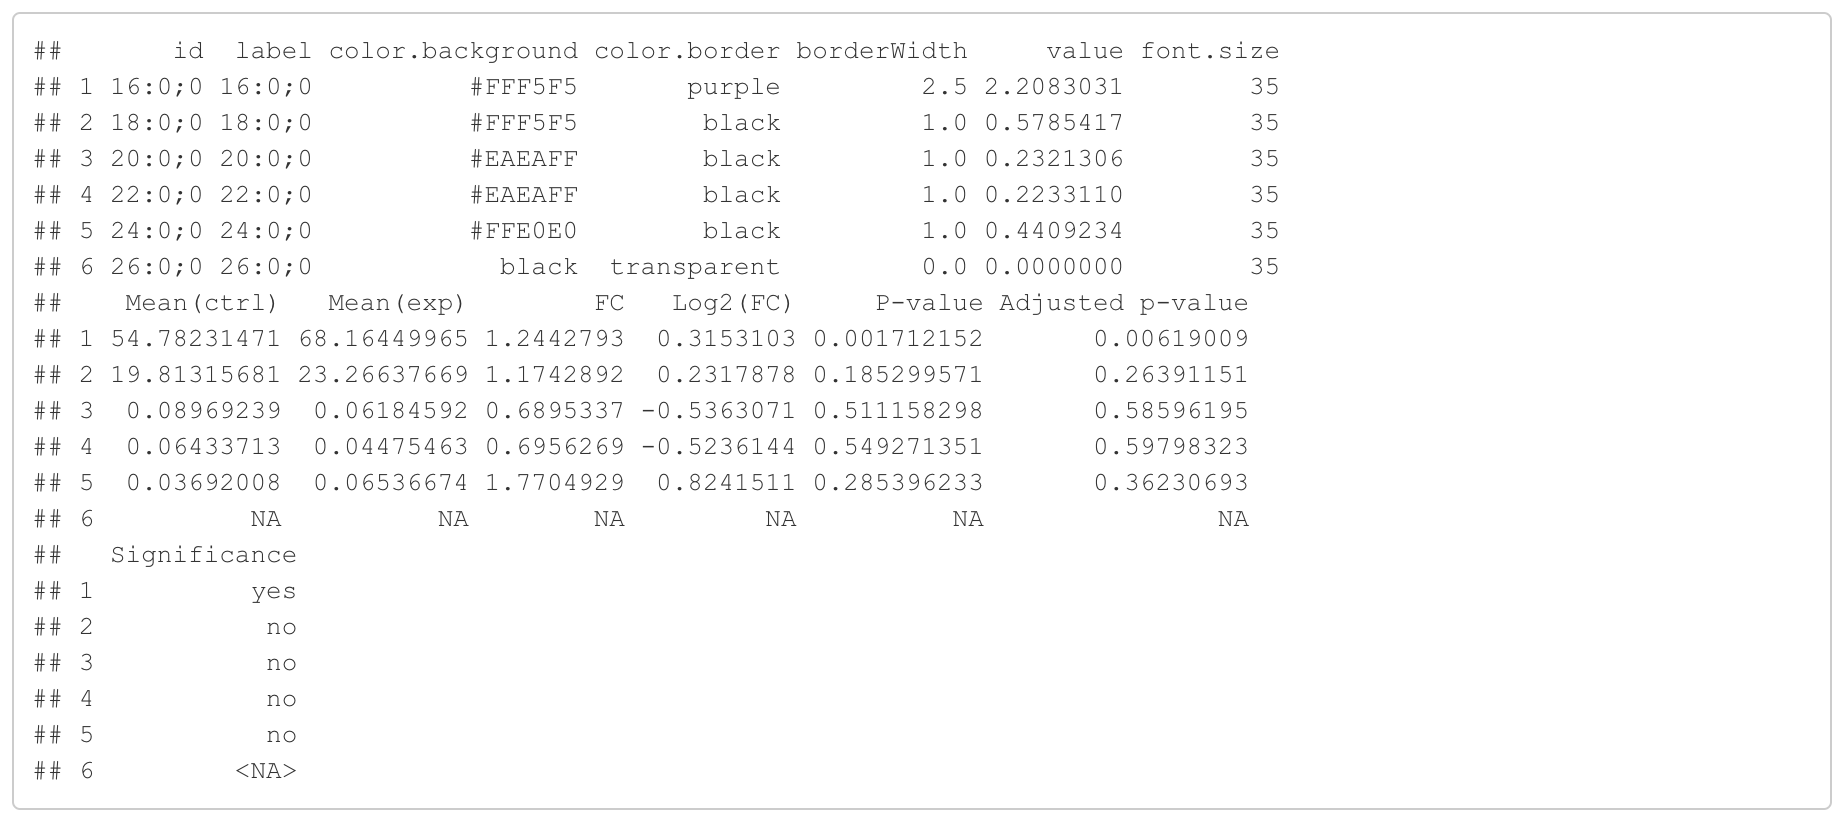 ##       id  label color.background color.border borderWidth     value font.size
## 1 16:0;0 16:0;0          #FFF5F5       purple         2.5 2.2083031        35
## 2 18:0;0 18:0;0          #FFF5F5        black         1.0 0.5785417        35
## 3 20:0;0 20:0;0          #EAEAFF        black         1.0 0.2321306        35
## 4 22:0;0 22:0;0          #EAEAFF        black         1.0 0.2233110        35
## 5 24:0;0 24:0;0          #FFE0E0        black         1.0 0.4409234        35
## 6 26:0;0 26:0;0            black  transparent         0.0 0.0000000        35
##    Mean(ctrl)   Mean(exp)        FC   Log2(FC)     P-value Adjusted p-value
## 1 54.78231471 68.16449965 1.2442793  0.3153103 0.001712152       0.00619009
## 2 19.81315681 23.26637669 1.1742892  0.2317878 0.185299571       0.26391151
## 3  0.08969239  0.06184592 0.6895337 -0.5363071 0.511158298       0.58596195
## 4  0.06433713  0.04475463 0.6956269 -0.5236144 0.549271351       0.59798323
## 5  0.03692008  0.06536674 1.7704929  0.8241511 0.285396233       0.36230693
## 6          NA          NA        NA         NA          NA               NA
##   Significance
## 1          yes
## 2           no
## 3           no
## 4           no
## 5           no
## 6         <NA>